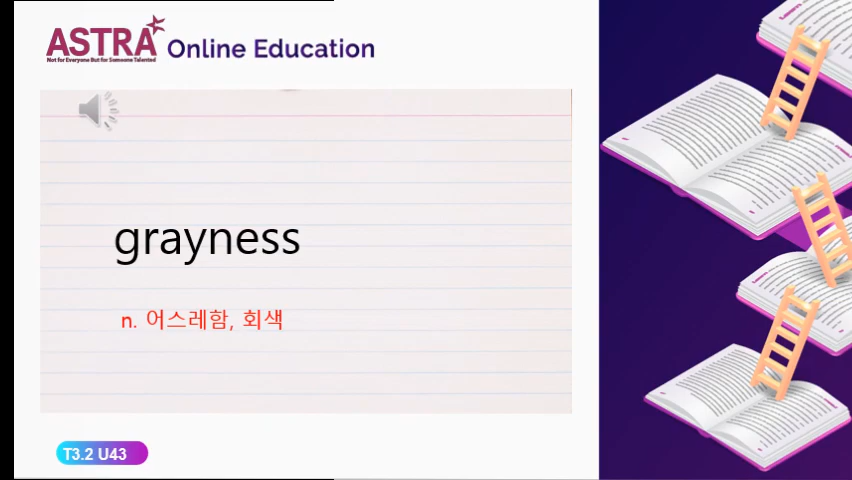 ASTRA
Not for Everyone But for Someone Talented
Online Education
grayness
n. 어스레함, 회색
T3.2 U43